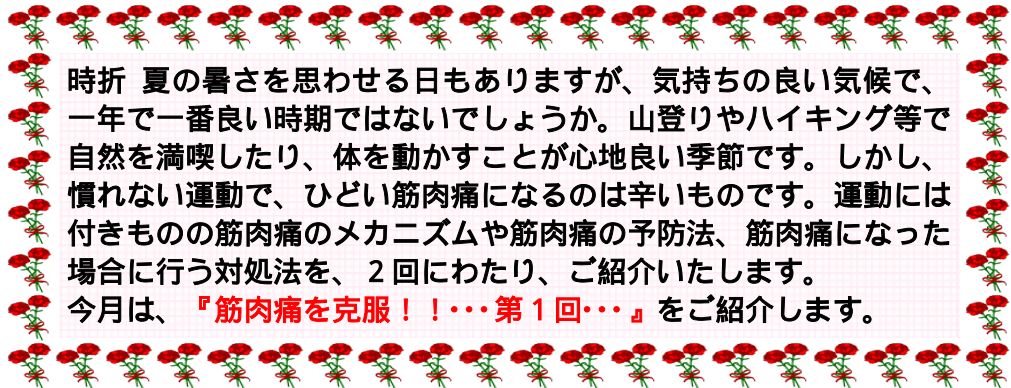 時折 夏の暑さを思わせる日もありますが、気持ちの良い気候で、
一年で一番良い時期ではないでしょうか。山登りやハイキング等で
自然を満喫したり、体を動かすことが心地良い季節です。しかし、
慣れない運動で、ひどい筋肉痛になるのは辛いものです。運動には
付きものの筋肉痛のメカニズムや筋肉痛の予防法、筋肉痛になった
場合に行う対処法を、２回にわたり、ご紹介いたします。
今月は、『筋肉痛を克服！！･･･第１回･･･』をご紹介します。